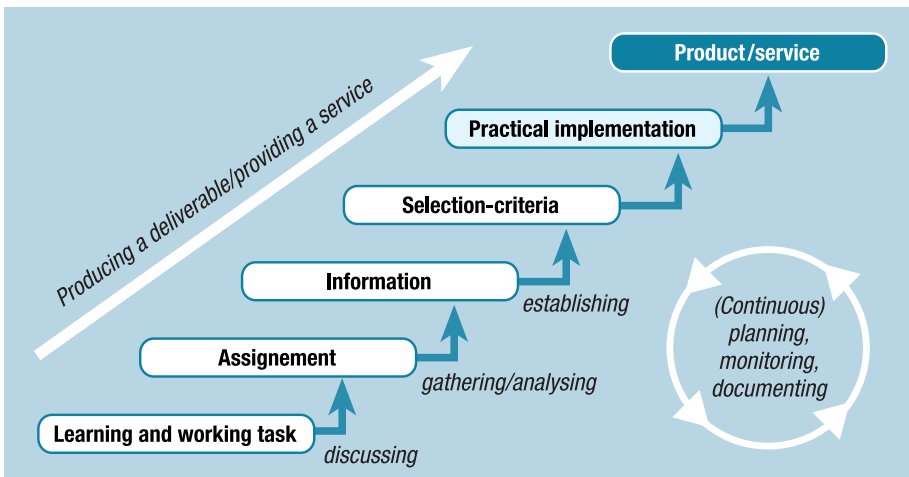 Product/service
Practical implementation
Producing a deliverable/providing a service
Selection-criteria
Information
establishing
(Continuous)
planning,
monitoring,
documenting
Assignement
gathering/analysing
Learning and working task
discussing